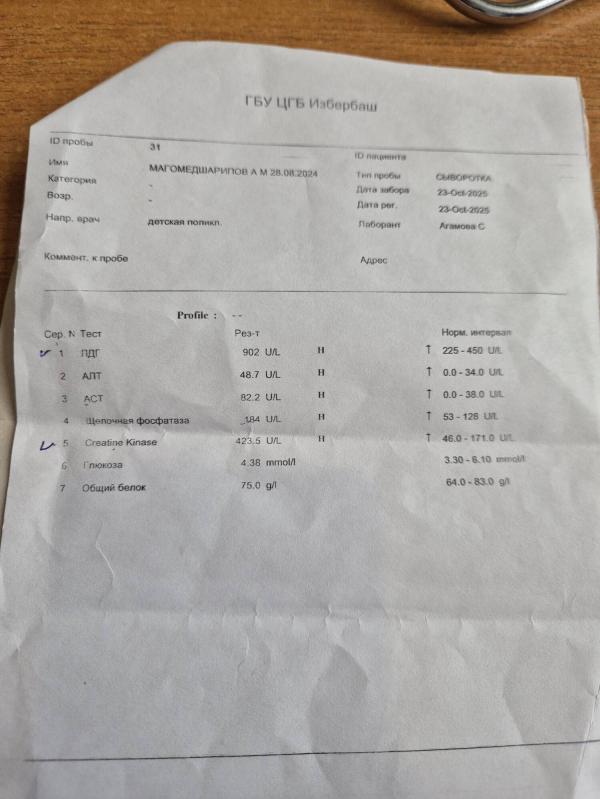 ГБУ ЦГБ Избербаш
ID пробы 31 ID пациента
Имя МАГОМЕДШАРИПОВ А М 28.08.2024 Тип пробы СЫВОРОТКА
Категория - Дата забора 23-Oct-2025
Возр. - Дата рег. 23-Oct-2025
Напр. врач детская поликл. Лаборант Агамова С
Коммент. к пробе Адрес
Profile : --
Сер. N Тест Рез-т Норм. интервал
1 ЛДГ 902 U/L H ↑ 225 - 450 U/L
2 АЛТ 48.7 U/L H ↑ 0.0 - 34.0 U/L
3 АСТ 82.2 U/L H ↑ 0.0 - 38.0 U/L
4 Щелочная фосфатаза 184 U/L H ↑ 53 - 128 U/L
5 Creatine Kinase 423.5 U/L H ↑ 46.0 - 171.0 U/L
6 Глюкоза 4.38 mmol/l 3.30 - 6.10 mmol/l
7 Общий белок 75.0 g/l 64.0 - 83.0 g/l